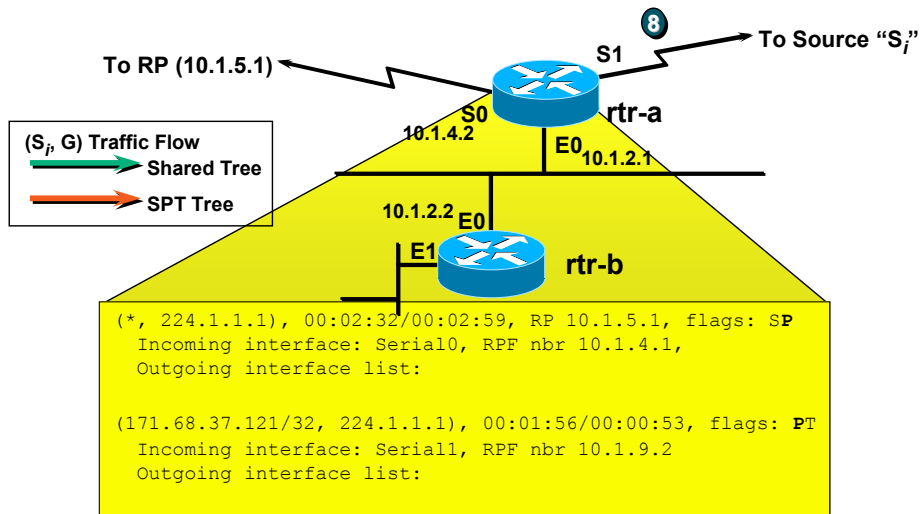 8
To Source “Si”
To RP (10.1.5.1)
S1
S0
rtr-a
10.1.4.2
E0
10.1.2.1
(Si, G) Traffic Flow
Shared Tree
SPT Tree
10.1.2.2
E0
E1
rtr-b
(*, 224.1.1.1), 00:02:32/00:02:59, RP 10.1.5.1, flags: SP
Incoming interface: Serial0, RPF nbr 10.1.4.1,
Outgoing interface list:
(171.68.37.121/32, 224.1.1.1), 00:01:56/00:00:53, flags: PT
Incoming interface: Serial1, RPF nbr 10.1.9.2
Outgoing interface list: